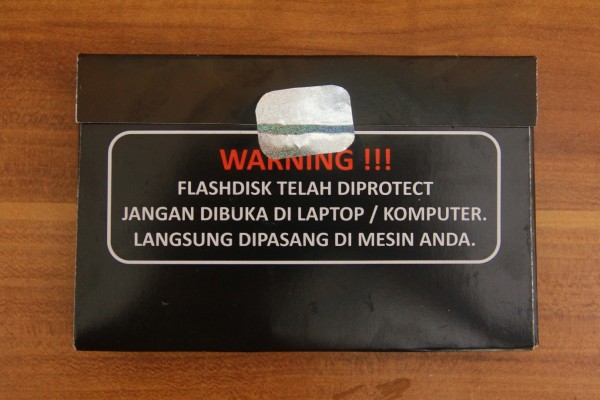 WARNING !!!
FLASHDISK TELAH DIPROTECT
JANGAN DIBUKA DI LAPTOP / KOMPUTER.
LANGSUNG DIPASANG DI MESIN ANDA.